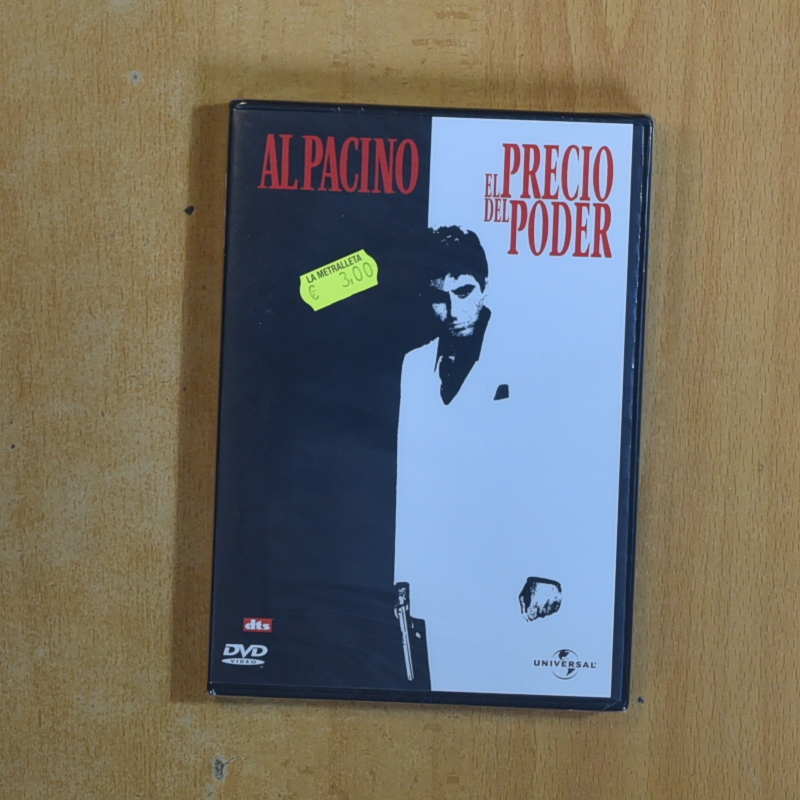 AL PACINO
EL PRECIO
DEL PODER
LA METRALLETA
€ 3,00
dts
DVD
VIDEO
UNIVERSAL